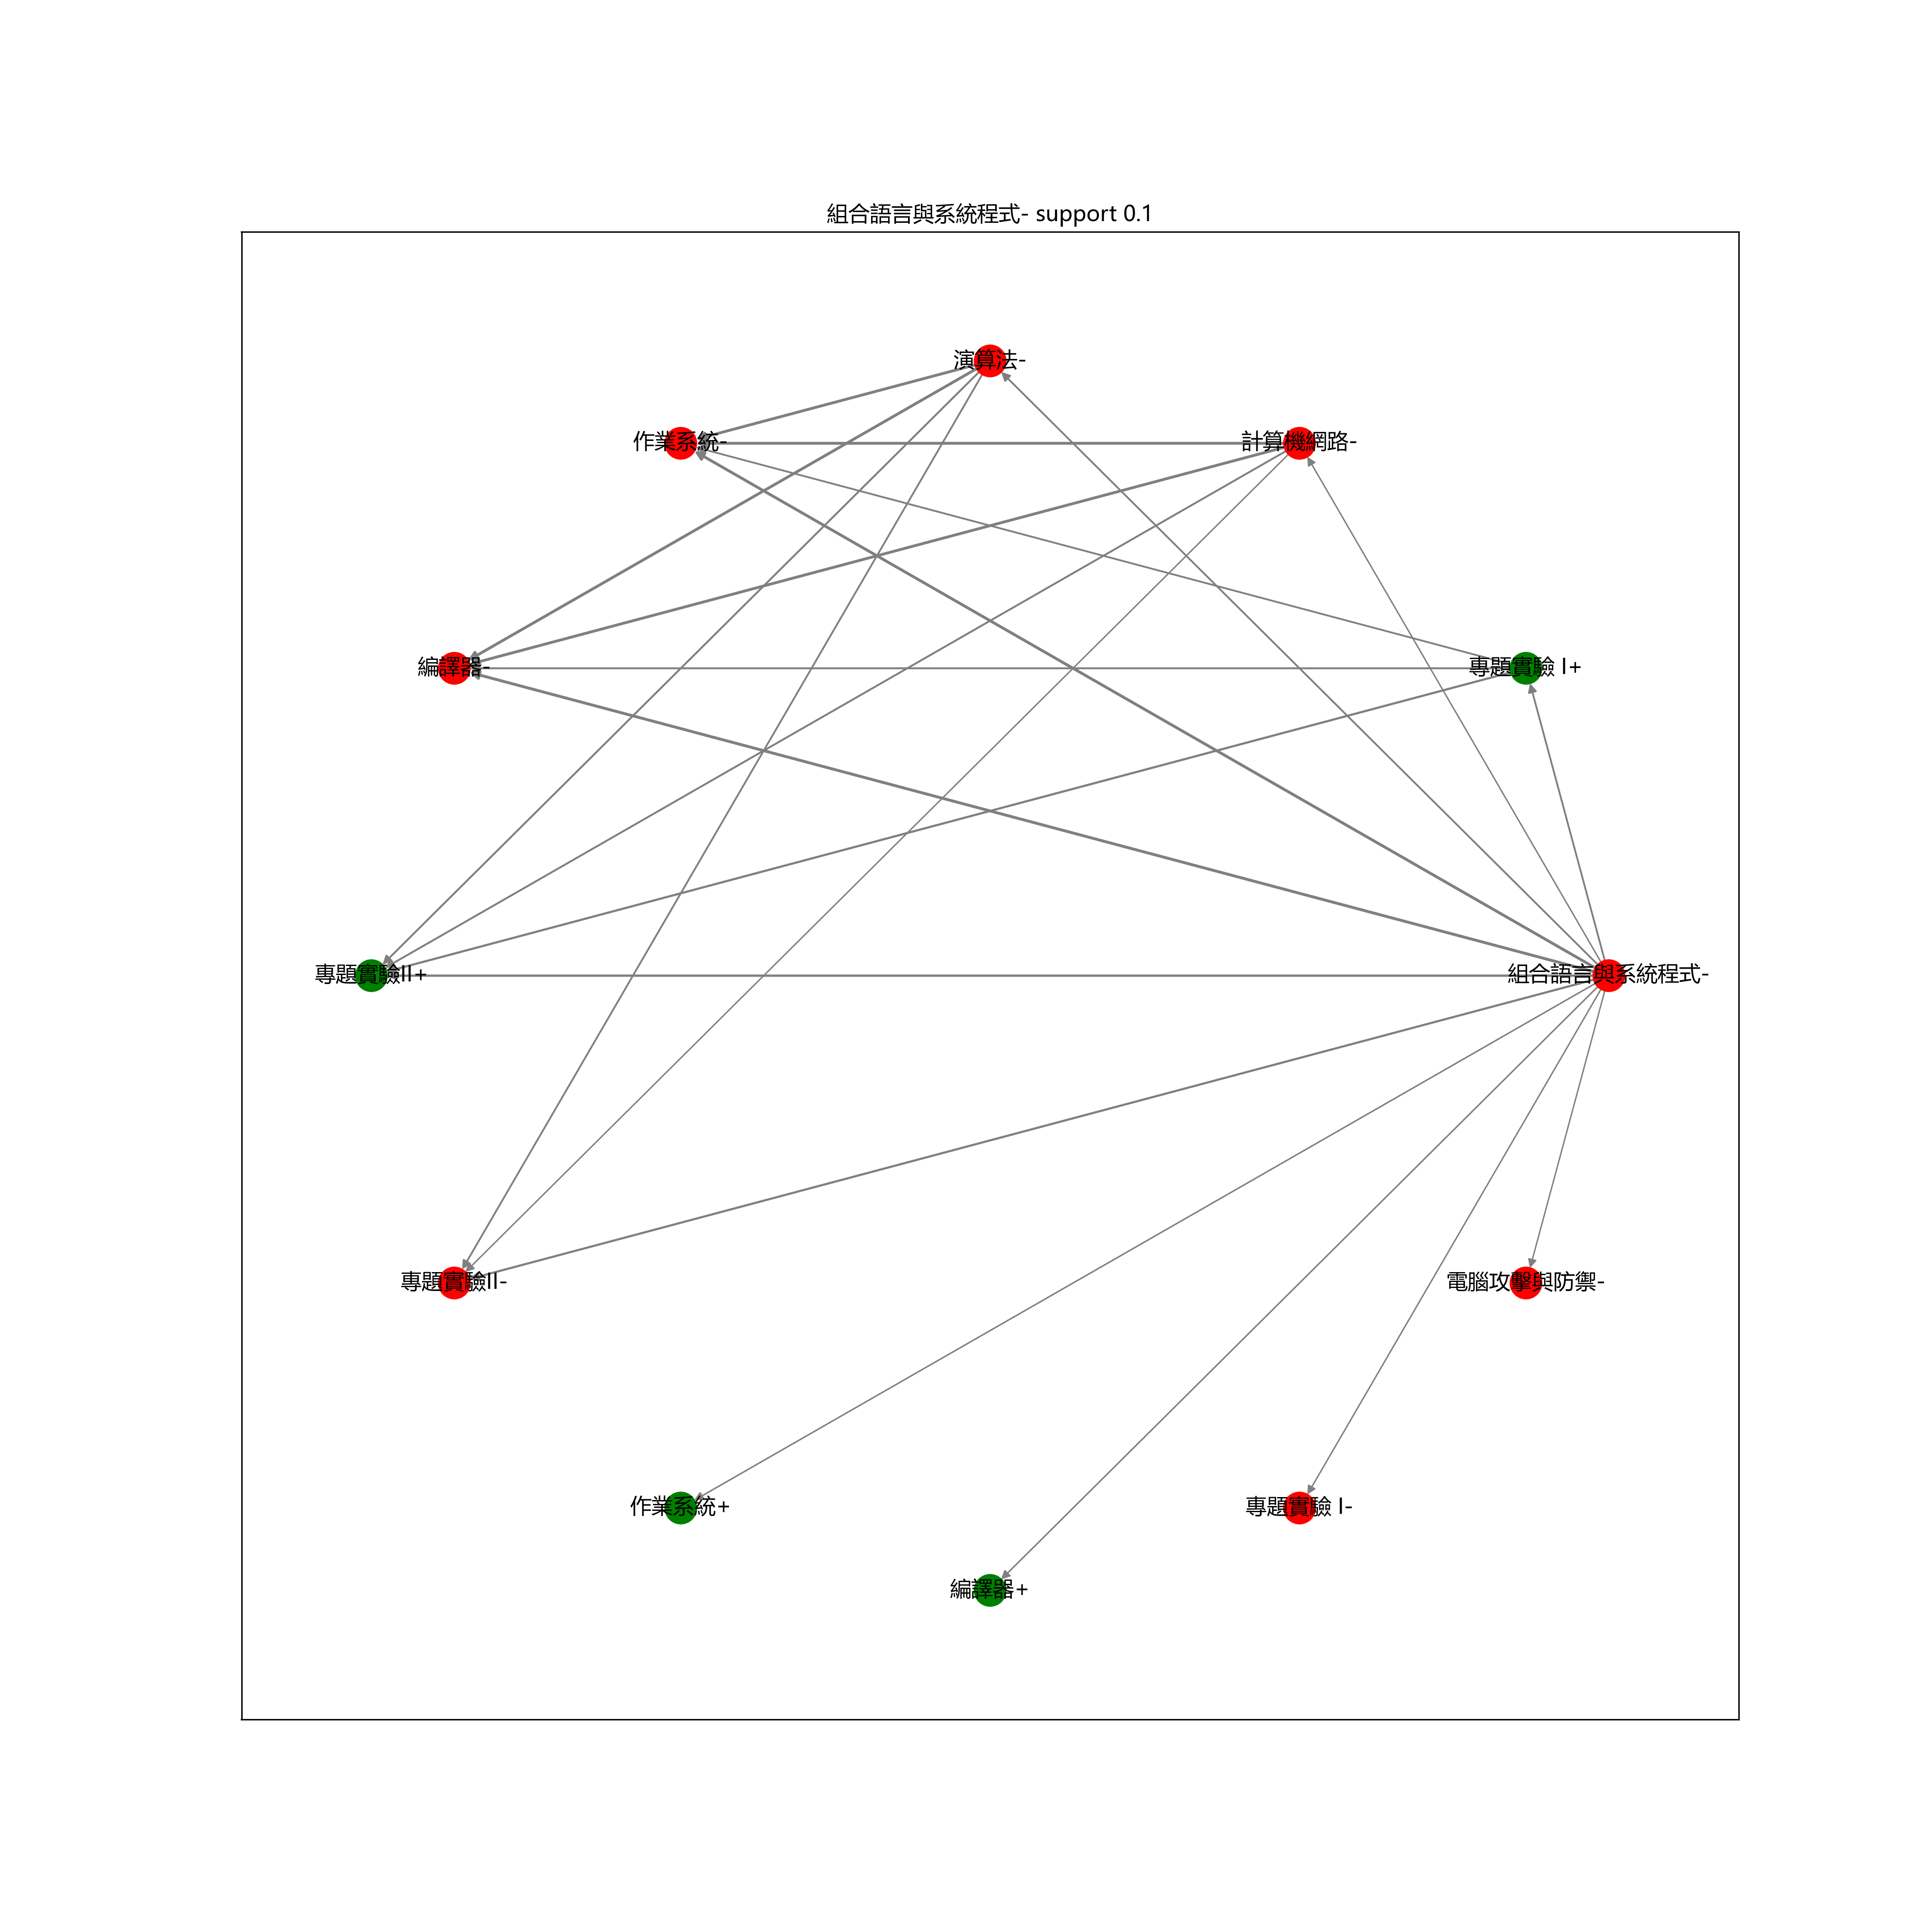 組合語言與系統程式- support 0.1
演算法-
作業系統-
計算機網路-
編譯器-
專題實驗 I+
專題實驗II+
組合語言與系統程式-
專題實驗II-
電腦攻擊與防禦-
作業系統+
專題實驗 I-
編譯器+